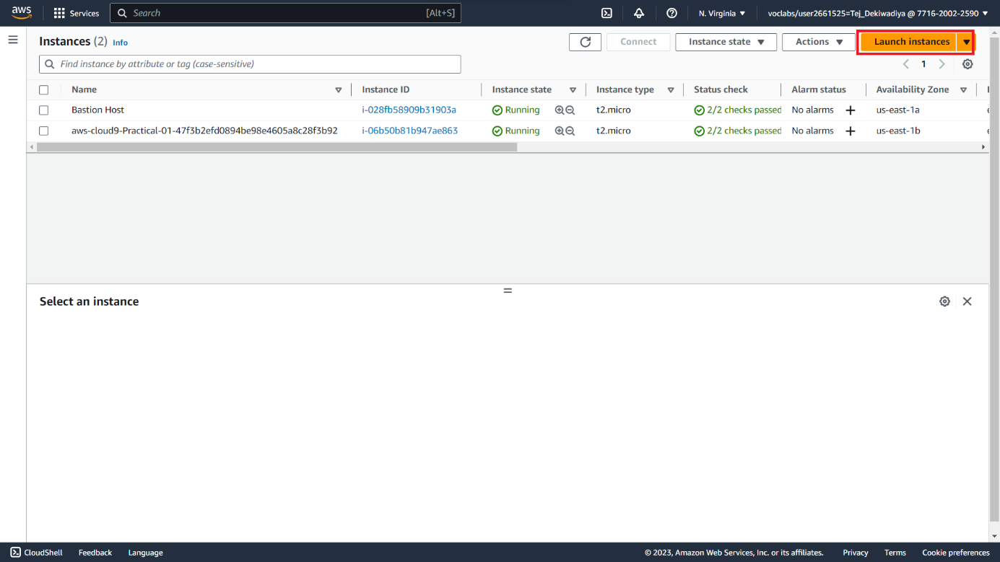 aws Services Search [Alt+S] N. Virginia voclabs/user2661525=Tej_Dekiwadiya @ 7716-2002-2590
Instances (2) Info Connect Instance state Actions Launch instances
Find instance by attribute or tag (case-sensitive) 1
Name Instance ID Instance state Instance type Status check Alarm status Availability Zone
Bastion Host i-028fb58909b31903a Running t2.micro 2/2 checks passed No alarms us-east-1a
aws-cloud9-Practical-01-47f3b2efd0894be98e4605a8c28f3b92 i-06b50b81b947ae863 Running t2.micro 2/2 checks passed No alarms us-east-1b
Select an instance
CloudShell Feedback Language © 2023, Amazon Web Services, Inc. or its affiliates. Privacy Terms Cookie preferences